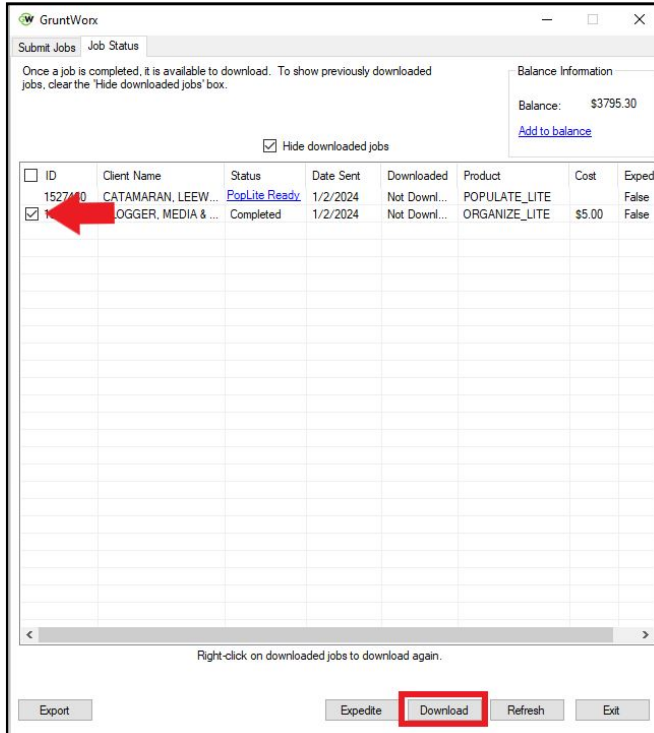 GruntWorx
Submit Jobs Job Status
Once a job is completed, it is available to download. To show previously downloaded
jobs, clear the 'Hide downloaded jobs' box.
Balance Information
Balance: $3795.30
Add to balance
Hide downloaded jobs
ID Client Name Status Date Sent Downloaded Product Cost Exped
CATAMARAN, LEEW... PopLite Ready 1/2/2024 Not Downl... POPULATE_LITE False
MEDIA & ... Completed 1/2/2024 Not Downl... ORGANIZE_LITE $5.00 False
Right-click on downloaded jobs to download again.
Export Expedite Download Refresh Exit